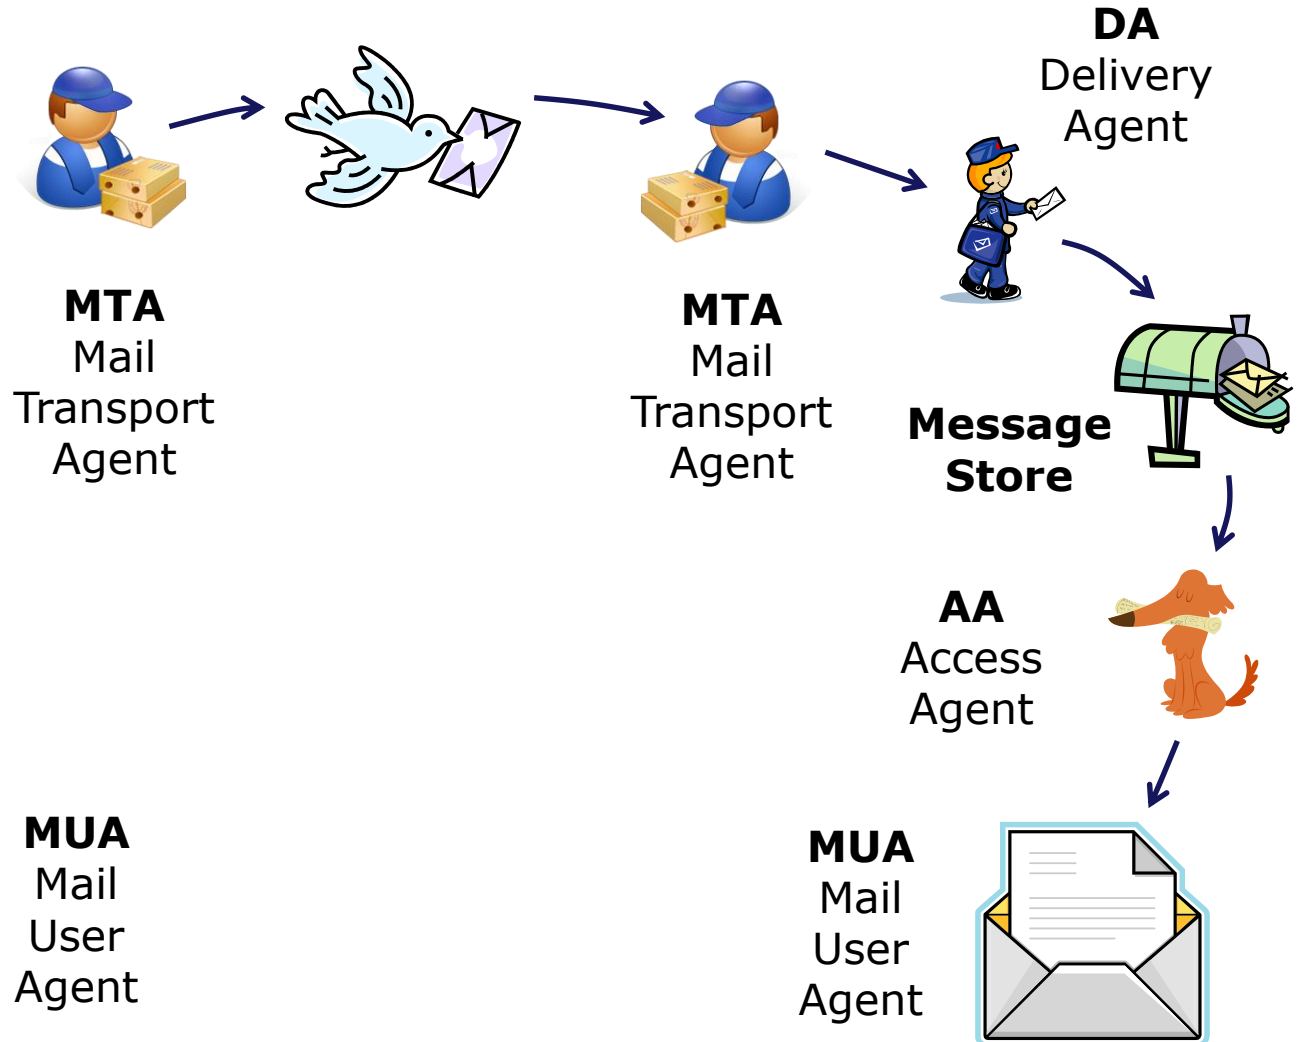 DA
Delivery
Agent
MTA
Mail
Transport
Agent
MTA
Mail
Transport
Agent
Message
Store
AA
Access
Agent
MUA
Mail
User
Agent
MUA
Mail
User
Agent